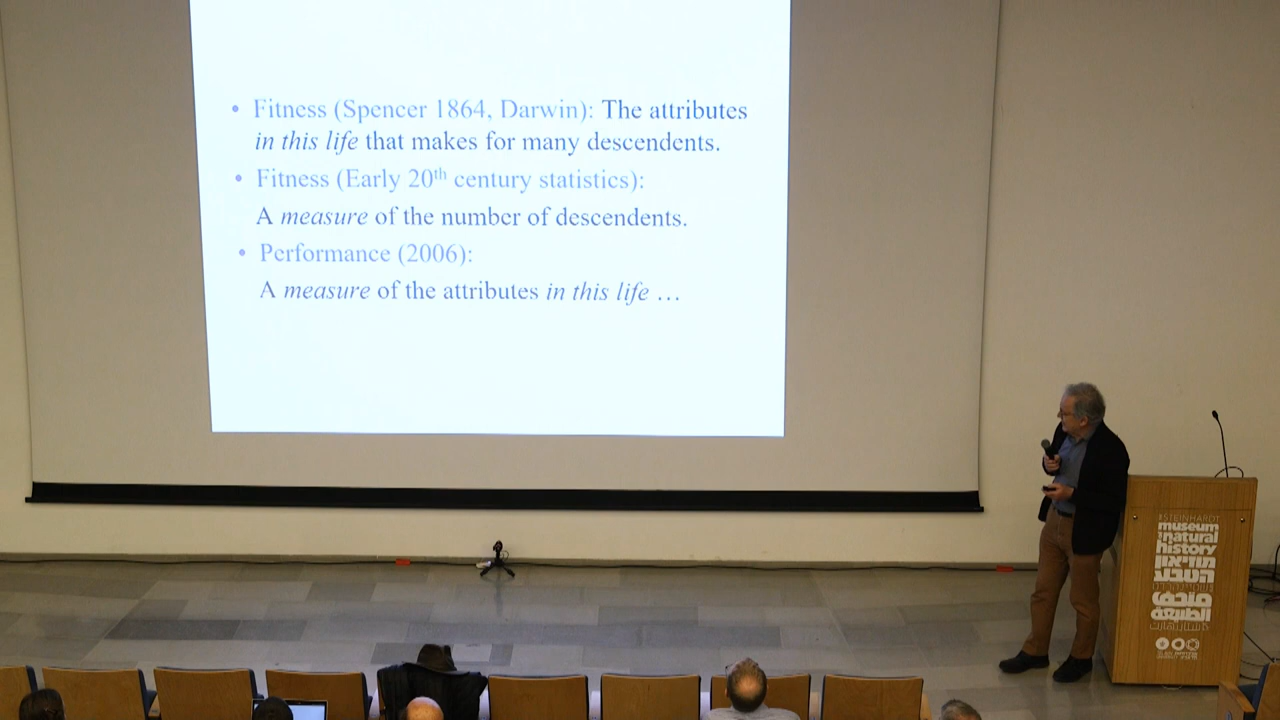 • Fitness (Spencer 1864, Darwin): The attributes
in this life that makes for many descendents.
• Fitness (Early 20th century statistics):
A measure of the number of descendents.
• Performance (2006):
A measure of the attributes in this life …
STEINHARDT
museum
natural
history
מוזיאון
הטבע
متحف
الطبيعة